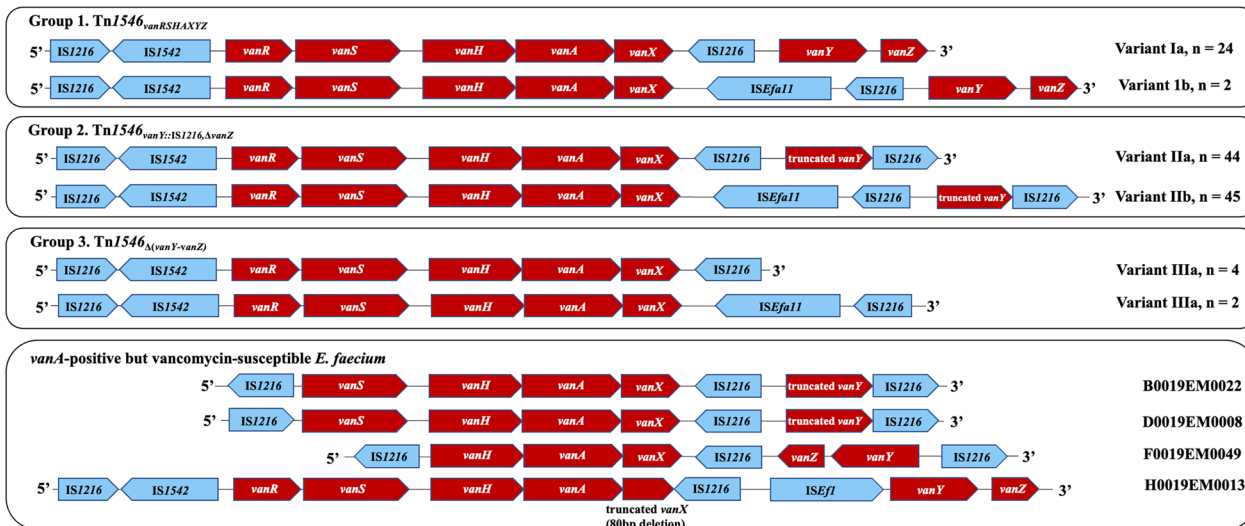 Group 1. Tn1546vanRSHAXYZ
5’ IS1216 IS1542 vanR vanS vanH vanA vanX IS1216 vanY vanZ 3’ Variant Ia, n = 24
5’ IS1216 IS1542 vanR vanS vanH vanA vanX ISEfa11 IS1216 vanY vanZ 3’ Variant 1b, n = 2
Group 2. Tn1546vanY::IS1216,ΔvanZ
5’ IS1216 IS1542 vanR vanS vanH vanA vanX IS1216 truncated vanY IS1216 3’ Variant IIa, n = 44
5’ IS1216 IS1542 vanR vanS vanH vanA vanX ISEfa11 IS1216 truncated vanY IS1216 3’ Variant IIb, n = 45
Group 3. Tn1546Δ(vanY-vanZ)
5’ IS1216 IS1542 vanR vanS vanH vanA vanX IS1216 3’ Variant IIIa, n = 4
5’ IS1216 IS1542 vanR vanS vanH vanA vanX ISEfa11 IS1216 3’ Variant IIIa, n = 2
vanA-positive but vancomycin-susceptible E. faecium
5’ IS1216 vanS vanH vanA vanX IS1216 truncated vanY IS1216 3’ B0019EM0022
5’ IS1216 vanS vanH vanA vanX IS1216 truncated vanY IS1216 3’ D0019EM0008
5’ IS1216 vanH vanA vanX IS1216 vanZ vanY IS1216 3’ F0019EM0049
5’ IS1216 IS1542 vanR vanS vanH vanA IS1216 ISEf1 vanY vanZ 3’ H0019EM0013
truncated vanX
(80bp deletion)